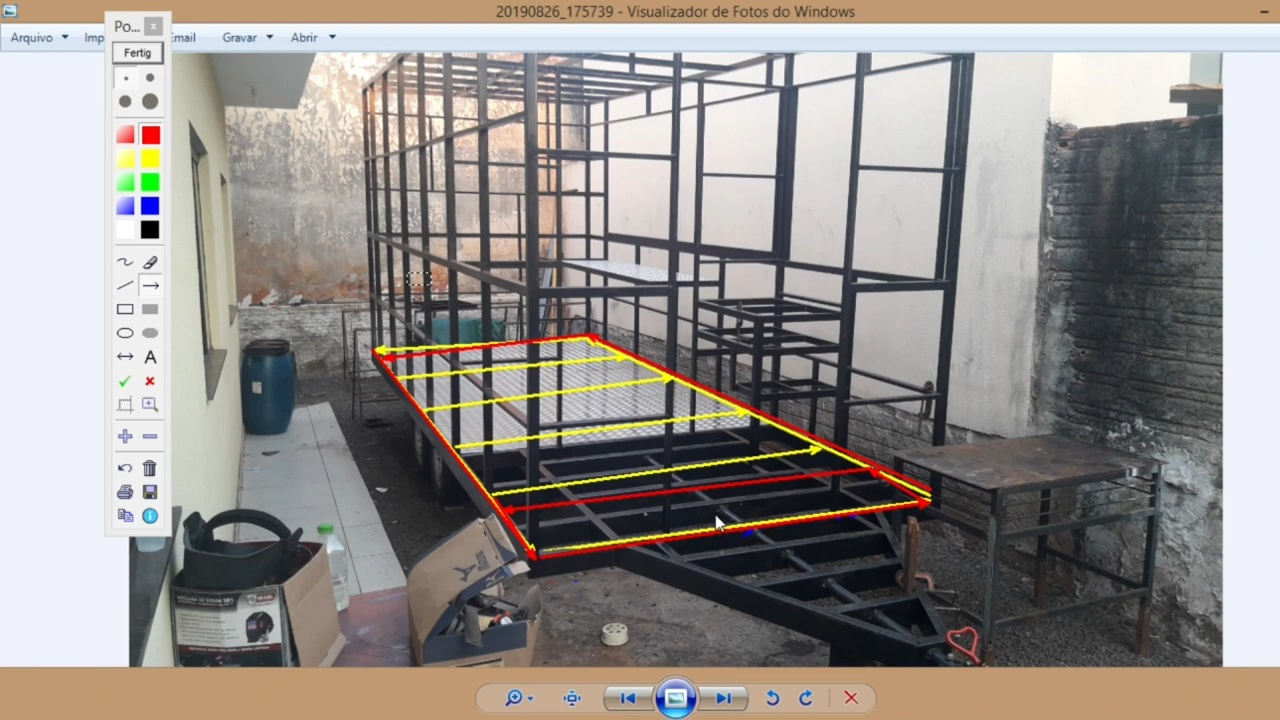 20190826_175739 - Visualizador de Fotos do Windows
Arquivo
Imp
Email
Gravar
Abrir
Po...
Fertig
A